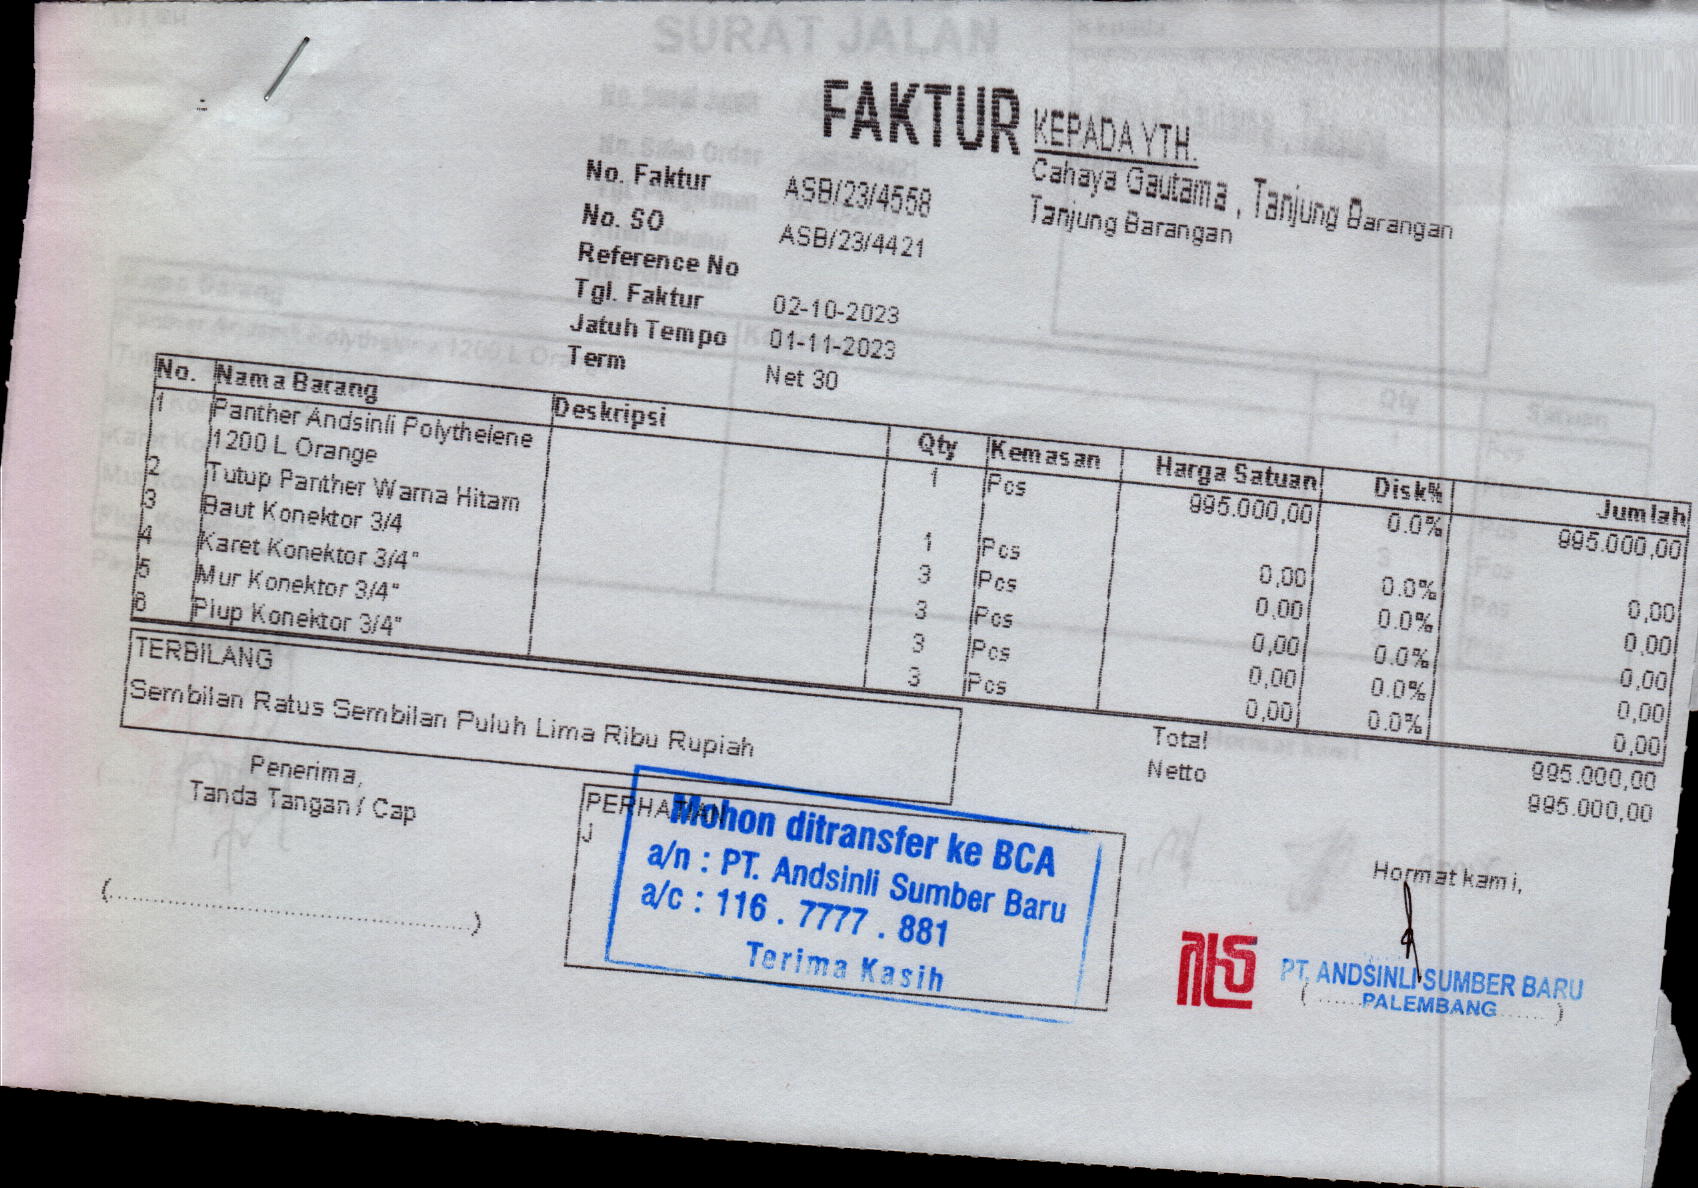 SURAT JALAN
FAKTUR
KEPADA YTH.
Cahaya Gautama , Tanjung Barangan
Tanjung Barangan
No. Faktur ASB/23/4558
No. SO ASB/23/4421
Reference No
Tgl. Faktur 02-10-2023
Jatuh Tempo 01-11-2023
Term Net 30
No. Nama Barang Deskripsi Qty Kemasan Harga Satuan Disk% Jumlah
1 Panther Andsinli Polythelene 1 Pcs 995.000,00 0.0% 995.000,00
1200 L Orange
2 Tutup Panther Warna Hitam 1 Pcs 0,00 0.0% 0,00
3 Baut Konektor 3/4 3 Pcs 0,00 0.0% 0,00
4 Karet Konektor 3/4" 3 Pcs 0,00 0.0% 0,00
5 Mur Konektor 3/4" 3 Pcs 0,00 0.0% 0,00
6 Plup Konektor 3/4" 3 Pcs 0,00 0.0% 0,00
TERBILANG
Sembilan Ratus Sembilan Puluh Lima Ribu Rupiah
Total 995.000,00
Netto 995.000,00
Penerima,
Tanda Tangan / Cap
(..............................)
PERHATIAN
j
Mohon ditransfer ke BCA
a/n : PT. Andsinli Sumber Baru
a/c : 116 . 7777 . 881
Terima Kasih
Hormat kami,
PT. ANDSINLI SUMBER BARU
PALEMBANG